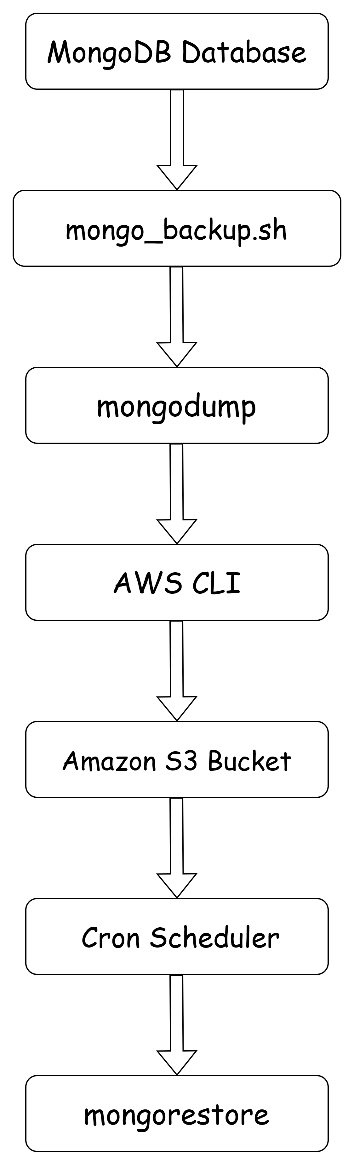 MongoDB Database
mongo_backup.sh
mongodump
AWS CLI
Amazon S3 Bucket
Cron Scheduler
mongorestore